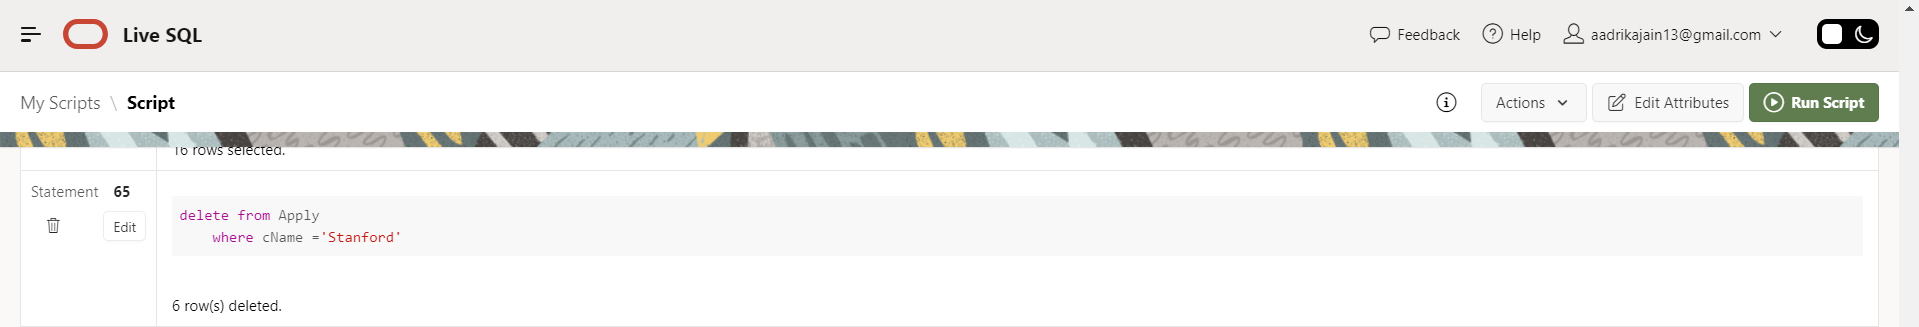 Live SQL
Feedback
Help
aadrikajain13@gmail.com
My Scripts \ Script
Actions
Edit Attributes
Run Script
16 rows selected.
Statement 65
Edit
delete from Apply
where cName ='Stanford'
6 row(s) deleted.